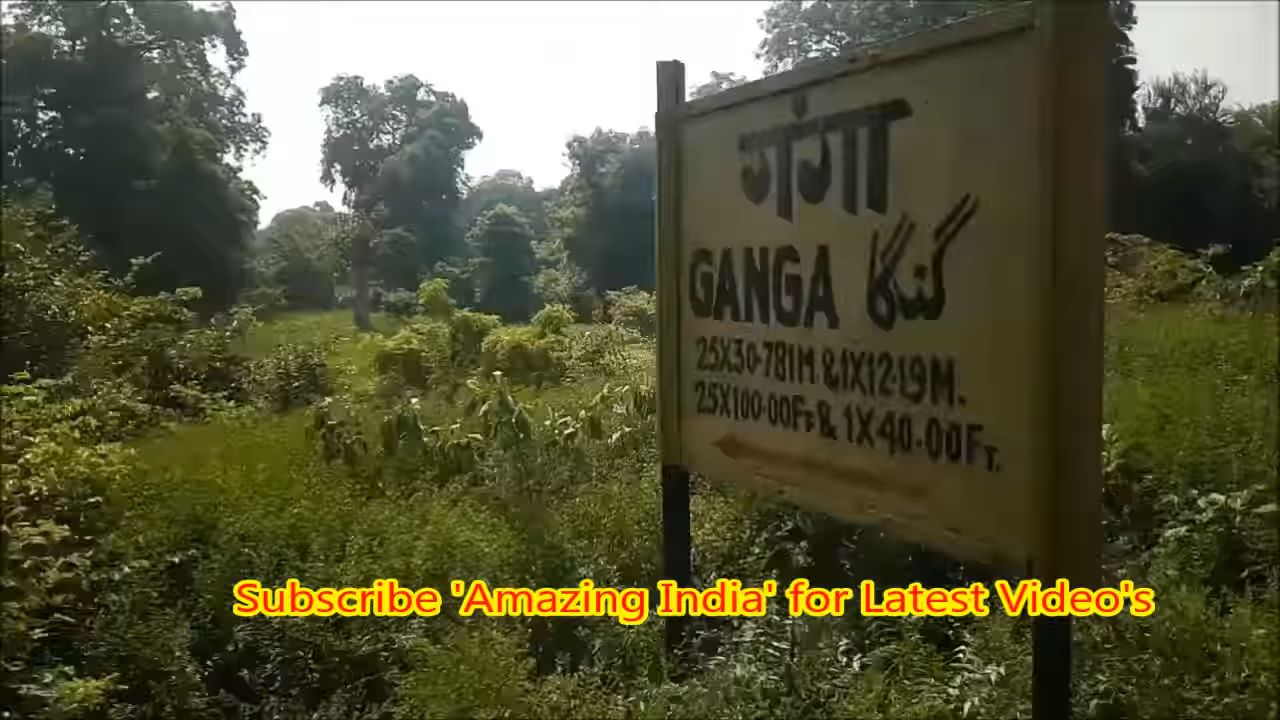 गंगा
GANGA گنگا
25X30·781M & 1X12·19M.
25X100·00FT & 1X40·00FT.
Subscribe 'Amazing India' for Latest Video's